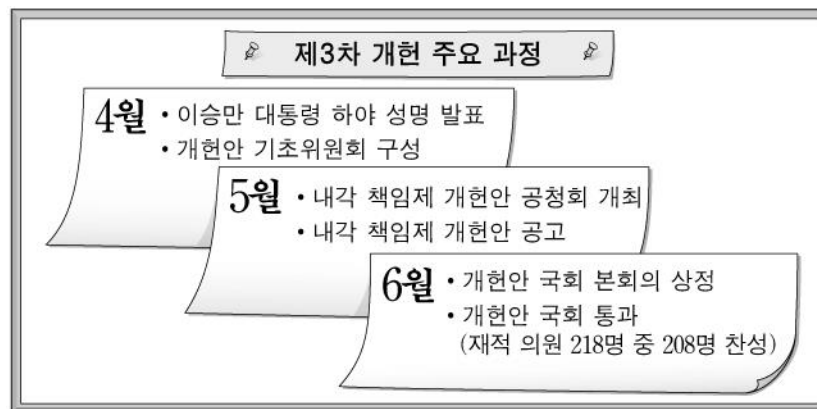 제3차 개헌 주요 과정
4월 • 이승만 대통령 하야 성명 발표
• 개헌안 기초위원회 구성
5월 • 내각 책임제 개헌안 공청회 개최
• 내각 책임제 개헌안 공고
6월 • 개헌안 국회 본회의 상정
• 개헌안 국회 통과
(재적 의원 218명 중 208명 찬성)